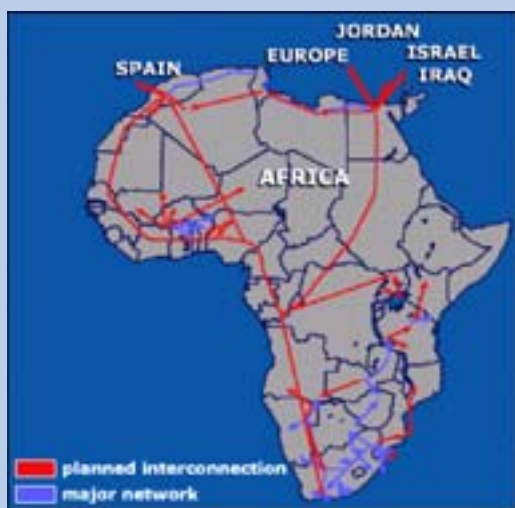 JORDAN
EUROPE
ISRAEL
SPAIN
IRAQ
AFRICA
planned interconnection
major network